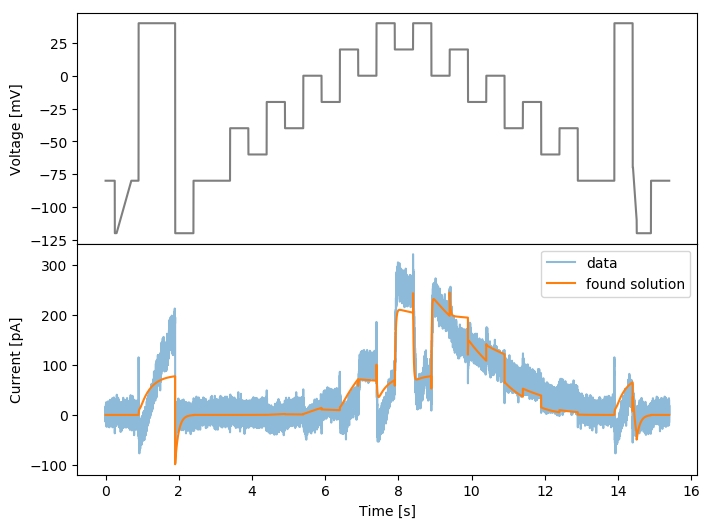 25
0
−25
−50
−75
−100
−125
Voltage [mV]
data
found solution
300
200
100
0
−100
Current [pA]
0 2 4 6 8 10 12 14 16
Time [s]